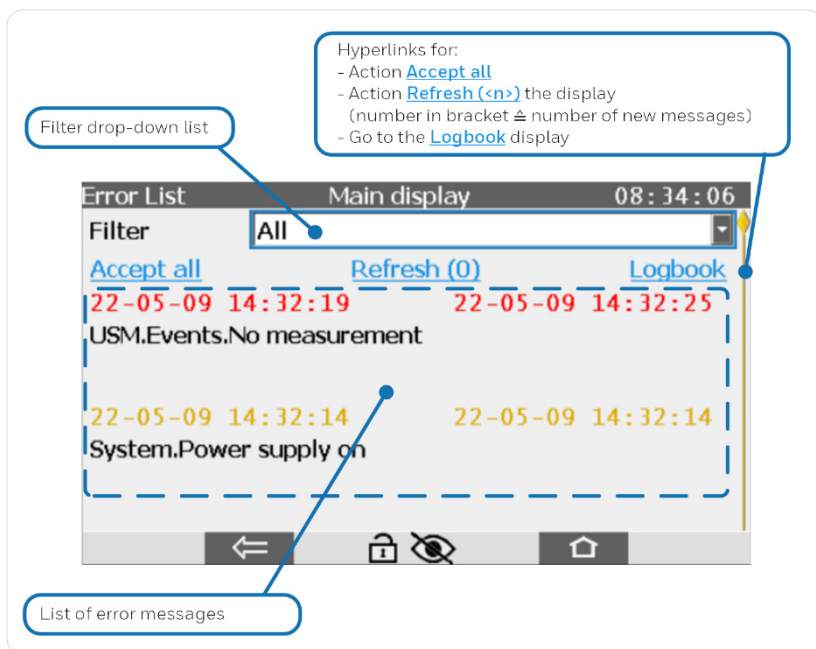 Hyperlinks for:
- Action Accept all
- Action Refresh (<n>) the display
(number in bracket ≙ number of new messages)
- Go to the Logbook display
Filter drop-down list
Error List Main display 08:34:06
Filter All
Accept all Refresh (0) Logbook
22-05-09 14:32:19 22-05-09 14:32:25
USM.Events.No measurement
22-05-09 14:32:14 22-05-09 14:32:14
System.Power supply on
List of error messages